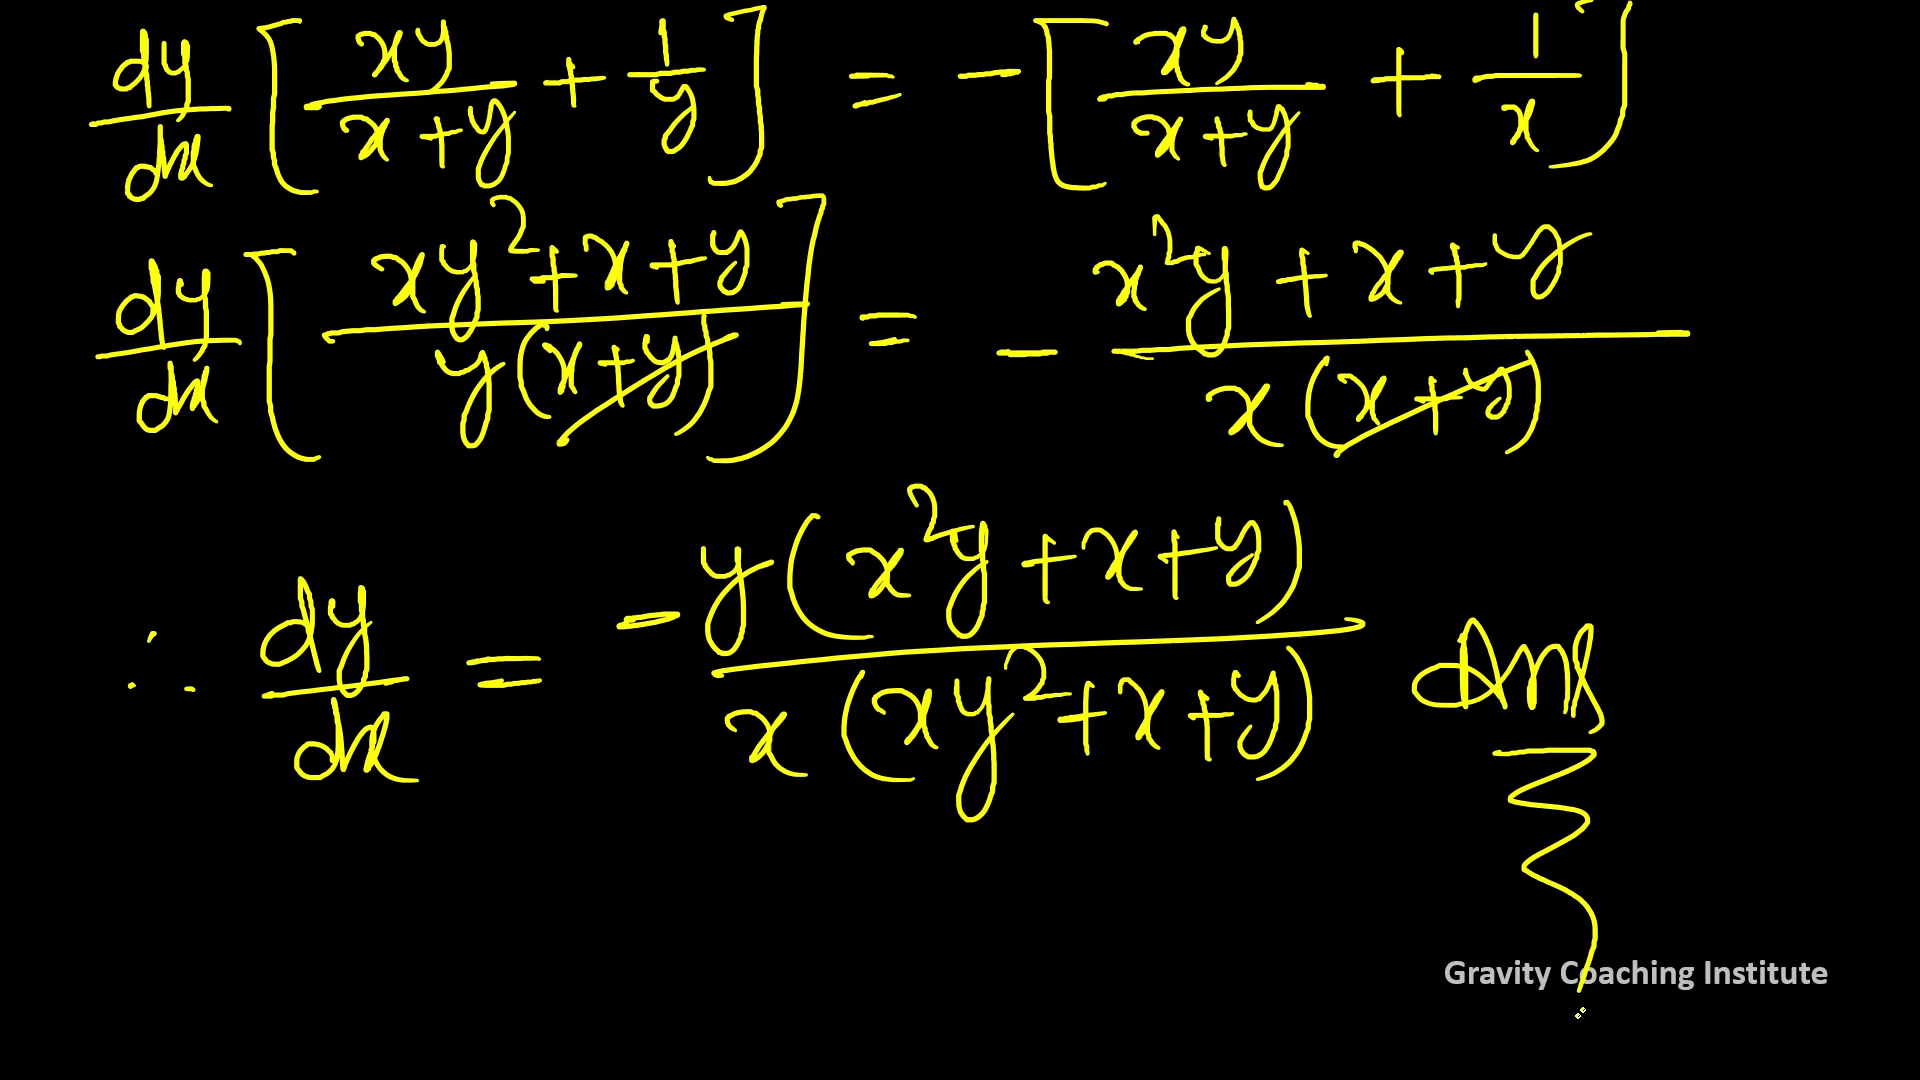 dy/dx [ xy/(x+y) + 1/y ] = - [ xy/(x+y) + 1/x ]
dy/dx [ (xy²+x+y)/(y(x+y)) ] = - (x²y+x+y)/(x(x+y))
∴ dy/dx = - y(x²y+x+y)/(x(xy²+x+y)) Ans
Gravity Coaching Institute